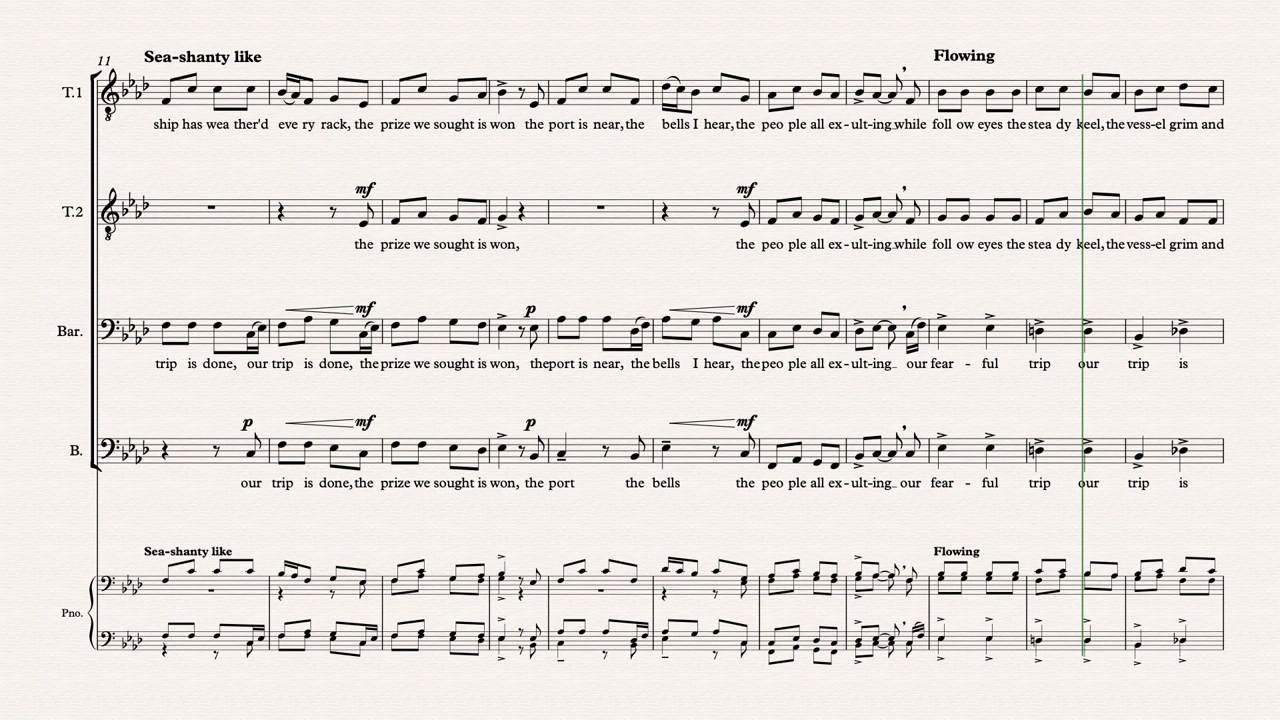 Sea-shanty like
Flowing
11
T.1
ship has wea ther'd eve ry rack, the prize we sought is won the port is near, the bells I hear, the peo ple all ex-ult-ing while foll ow eyes the stea dy keel, the vess-el grim and
mf
mf
T.2
the prize we sought is won, the peo ple all ex-ult-ing while foll ow eyes the stea dy keel, the vess-el grim and
mf
p
mf
Bar.
trip is done, our trip is done, the prize we sought is won, the port is near, the bells I hear, the peo ple all ex-ult-ing our fear - ful trip our trip is
p
mf
p
mf
B.
our trip is done, the prize we sought is won, the port the bells the peo ple all ex-ult-ing our fear - ful trip our trip is
Sea-shanty like
Flowing
Pno.